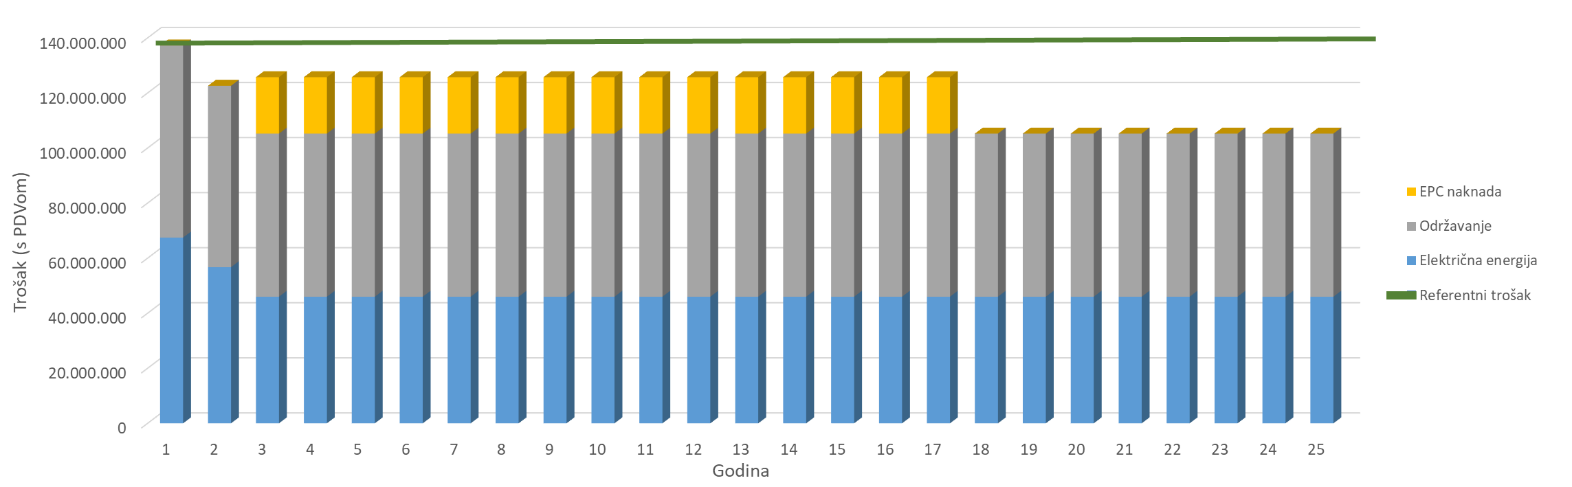 Trošak (s PDVom)
140.000.000
120.000.000
100.000.000
80.000.000
60.000.000
40.000.000
20.000.000
0
1 2 3 4 5 6 7 8 9 10 11 12 13 14 15 16 17 18 19 20 21 22 23 24 25
Godina
EPC naknada
Održavanje
Električna energija
Referentni trošak